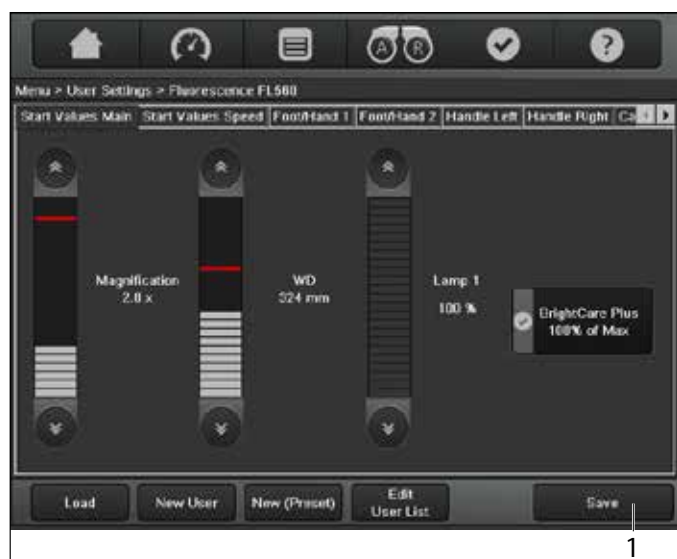 A R ?
Menu > User Settings > Fluorescence FL560
Start Values Main Start Values Speed Foot/Hand 1 Foot/Hand 2 Handle Left Handle Right Ca
Magnification
2.0 x
WD
324 mm
Lamp 1
100 %
BrightCare Plus
100% of Max
Load New User New (Preset) Edit
User List Save
1